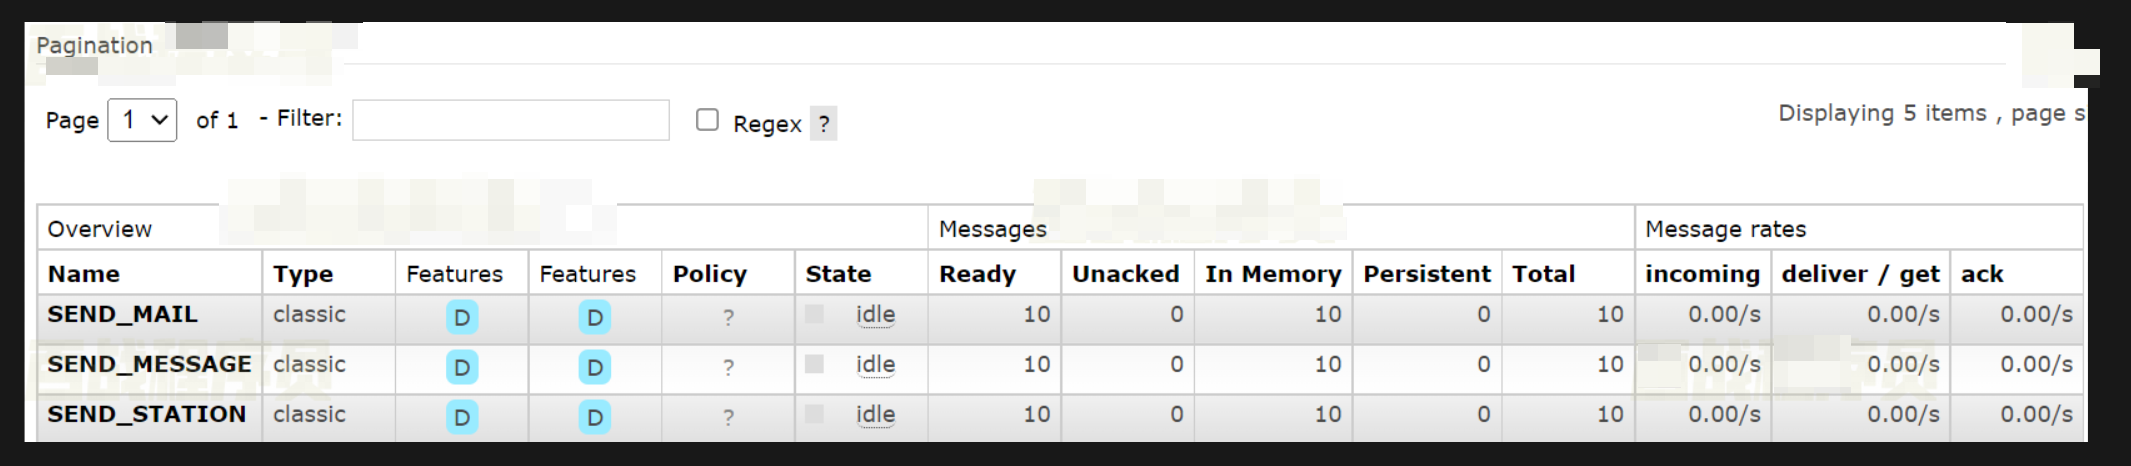 Pagination
Page 1 of 1 - Filter: Regex ? Displaying 5 items , page s
Overview Messages Message rates
Name Type Features Features Policy State Ready Unacked In Memory Persistent Total incoming deliver / get ack
SEND_MAIL classic D D ? idle 10 0 10 0 10 0.00/s 0.00/s 0.00/s
SEND_MESSAGE classic D D ? idle 10 0 10 0 10 0.00/s 0.00/s 0.00/s
SEND_STATION classic D D ? idle 10 0 10 0 10 0.00/s 0.00/s 0.00/s